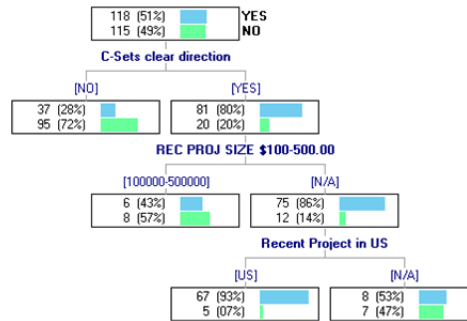 118 (51%) YES
115 (49%) NO
C-Sets clear direction
[NO] [YES]
37 (28%) 81 (80%)
95 (72%) 20 (20%)
REC PROJ SIZE $100-500.00
[100000-500000] [N/A]
6 (43%) 75 (86%)
8 (57%) 12 (14%)
Recent Project in US
[US] [N/A]
67 (93%) 8 (53%)
5 (07%) 7 (47%)